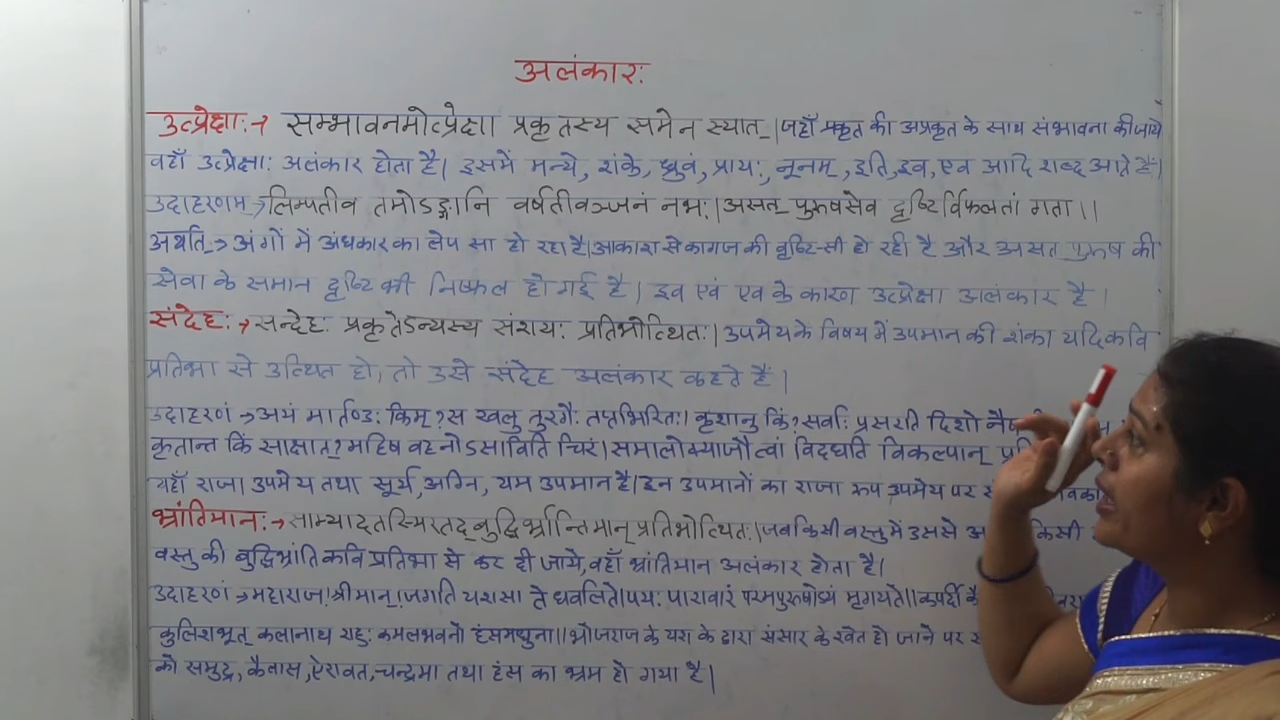 अलंकारः
उत्प्रेक्षाः→ सम्भावनमोत्प्रेक्षा प्रकृतस्य समेन स्यात् । जहाँ प्रकृत की अप्रकृत के साथ संभावना की जाये
वहाँ उत्प्रेक्षाः अलंकार होता है। इसमें मन्ये, शंके, ध्रुवं, प्रायः, नूनम्, इति, इव, एव आदि शब्द आते हैं।
उदाहरणम्→ लिम्पतीव तमोऽङ्गानि वर्षतीवञ्जनं नभः। असत् पुरूषसेव दृष्टिर्विफलतां गता।।
अर्थात्→ अंगों में अंधकार का लेप सा हो रहा है। आकाश से कागज की वृष्टि-सी हो रही है और असत् पुरुष की
सेवा के समान दृष्टि की निष्फल हो गई है। इव एवं एव के कारण उत्प्रेक्षा अलंकार है।
संदेहः→ सन्देहः प्रकृतेऽन्यस्य संशयः प्रतिभोत्थितः। उपमेय के विषय में उपमान की शंका यदि कवि
प्रतिभा से उत्थित हो, तो उसे संदेह अलंकार कहते हैं।
उदाहरणं → अयं मार्तण्डः किम्? स खलु तुरगैः सप्तभिरितः। कृशानु किं? सर्वाः प्रसरति दिशो
कृतान्त किं साक्षात्? महिष वहनोऽसाविति चिरं। समालोक्याजौ त्वां विदधति विकल्पान्
यहाँ राजा उपमेय तथा सूर्य, अग्नि, यम उपमान है। इन उपमानों का राजा रूप उपमेय पर
भ्रांतिमानः→ साम्याद्तस्मिस्तद् बुद्धिर्भ्रान्तिमान् प्रतिभोत्थितः। जब किसी वस्तु में उससे किसी
वस्तु की बुद्धिभ्रांति कवि प्रतिभा से कर दी जाये, वहाँ भ्रांतिमान अलंकार होता है।
उदाहरणं → महाराज! श्रीमान्! जगति यशसा ते धवलिते। पयः पारावारं परमपुरुषोऽयं मृगयते।। कपर्दी
कुलिशभृत् कलानाथ राहुः कमलभवनो हंसमधुना।। भोजराज के यश के द्वारा संसार के श्वेत हो जाने पर
को समुद्र, कैलास, ऐरावत, चन्द्रमा तथा हंस का भ्रम हो गया है।